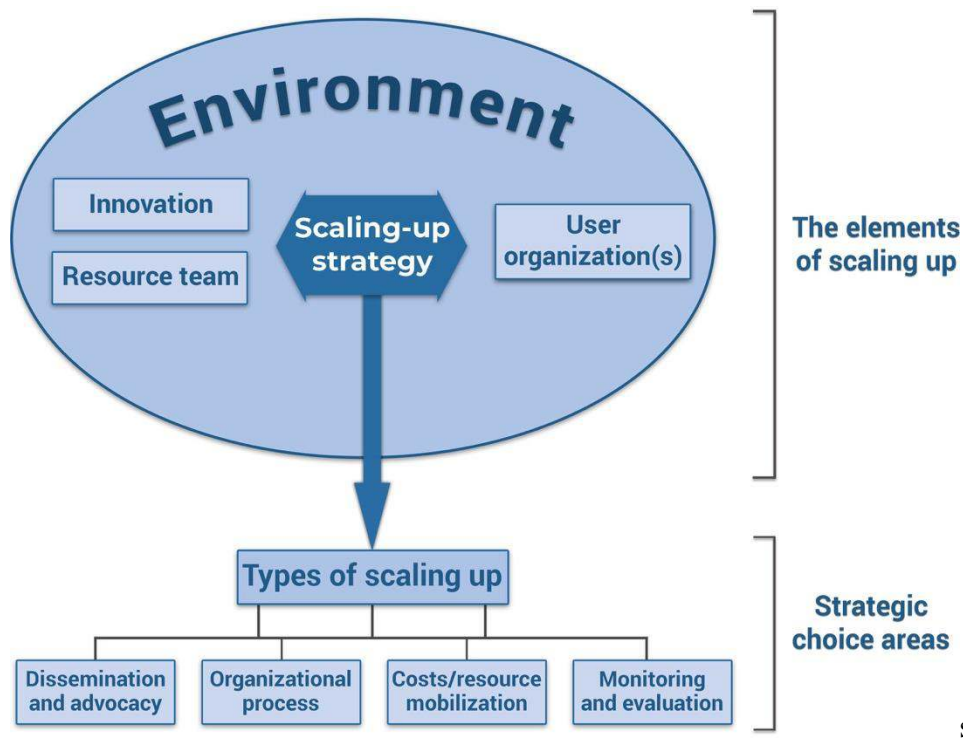 Environment
Innovation
Resource team
Scaling-up
strategy
User
organization(s)
The elements
of scaling up
Types of scaling up
Dissemination
and advocacy
Organizational
process
Costs/resource
mobilization
Monitoring
and evaluation
Strategic
choice areas